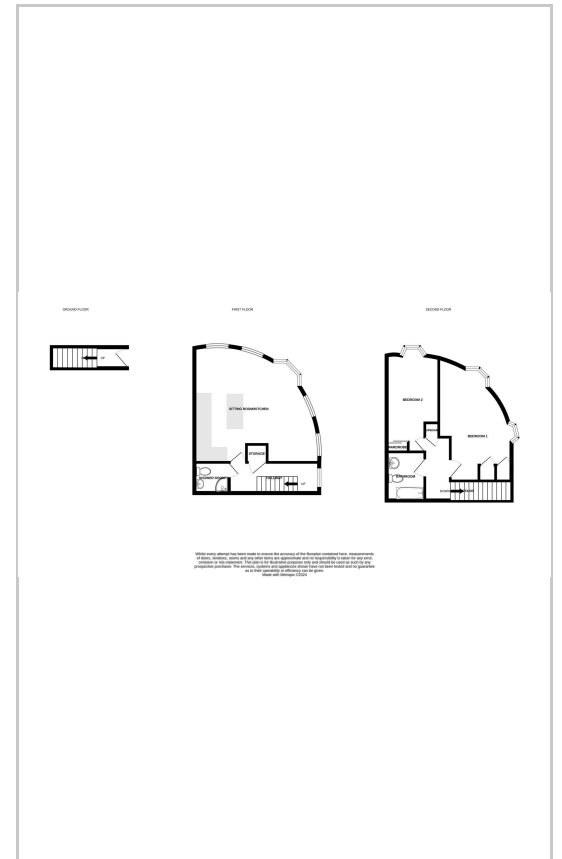 GROUND FLOOR
FIRST FLOOR
SECOND FLOOR
UP
SITTING ROOM/KITCHEN
STORAGE
SHOWER ROOM
UP
BEDROOM 2
BEDROOM 1
WARDROBE
BATHROOM
DOWN
Whilst every attempt has been made to ensure the accuracy of the floorplan contained here, measurements
of doors, windows, rooms and any other items are approximate and no responsibility is taken for any error,
omission or mis-statement. This plan is for illustrative purposes only and should be used as such by any
prospective purchaser. The services, systems and appliances shown have not been tested and no guarantee
as to their operability or efficiency can be given.
Made with Metropix ©2024